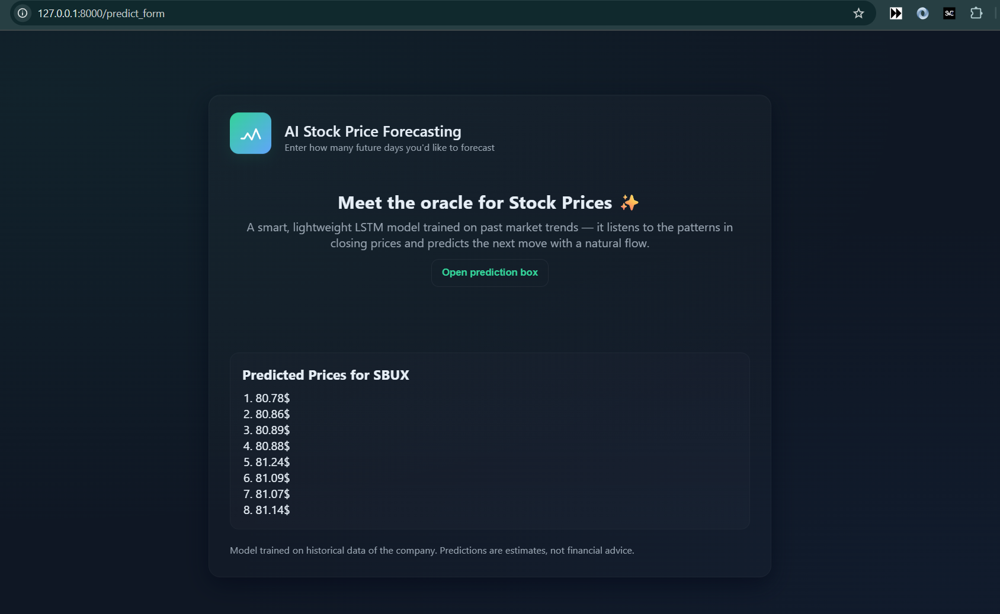 127.0.0.1:8000/predict_form
SVC
AI Stock Price Forecasting
Enter how many future days you'd like to forecast
Meet the oracle for Stock Prices ✨
A smart, lightweight LSTM model trained on past market trends — it listens to the patterns in
closing prices and predicts the next move with a natural flow.
Open prediction box
Predicted Prices for SBUX
1. 80.78$
2. 80.86$
3. 80.89$
4. 80.88$
5. 81.24$
6. 81.09$
7. 81.07$
8. 81.14$
Model trained on historical data of the company. Predictions are estimates, not financial advice.